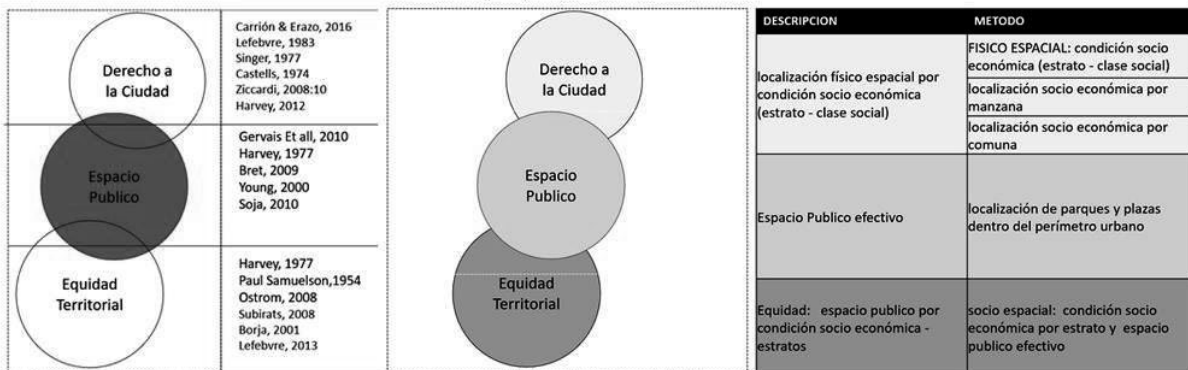 Derecho a
la Ciudad
Carrión & Erazo, 2016
Lefebvre, 1983
Singer, 1977
Castells, 1974
Ziccardi, 2008:10
Harvey, 2012
Espacio
Publico
Gervais Et all, 2010
Harvey, 1977
Bret, 2009
Young, 2000
Soja, 2010
Equidad
Territorial
Harvey, 1977
Paul Samuelson,1954
Ostrom, 2008
Subirats, 2008
Borja, 2001
Lefebvre, 2013
Derecho a
la Ciudad
Espacio
Publico
Equidad
Territorial
DESCRIPCION
METODO
localización físico espacial por
condición socio económica
(estrato - clase social)
FISICO ESPACIAL: condición socio
económica (estrato - clase social)
localización socio económica por
manzana
localización socio económica por
comuna
Espacio Publico efectivo
localización de parques y plazas
dentro del perímetro urbano
Equidad: espacio publico por
condición socio económica -
estratos
socio espacial: condición socio
económica por estrato y espacio
publico efectivo